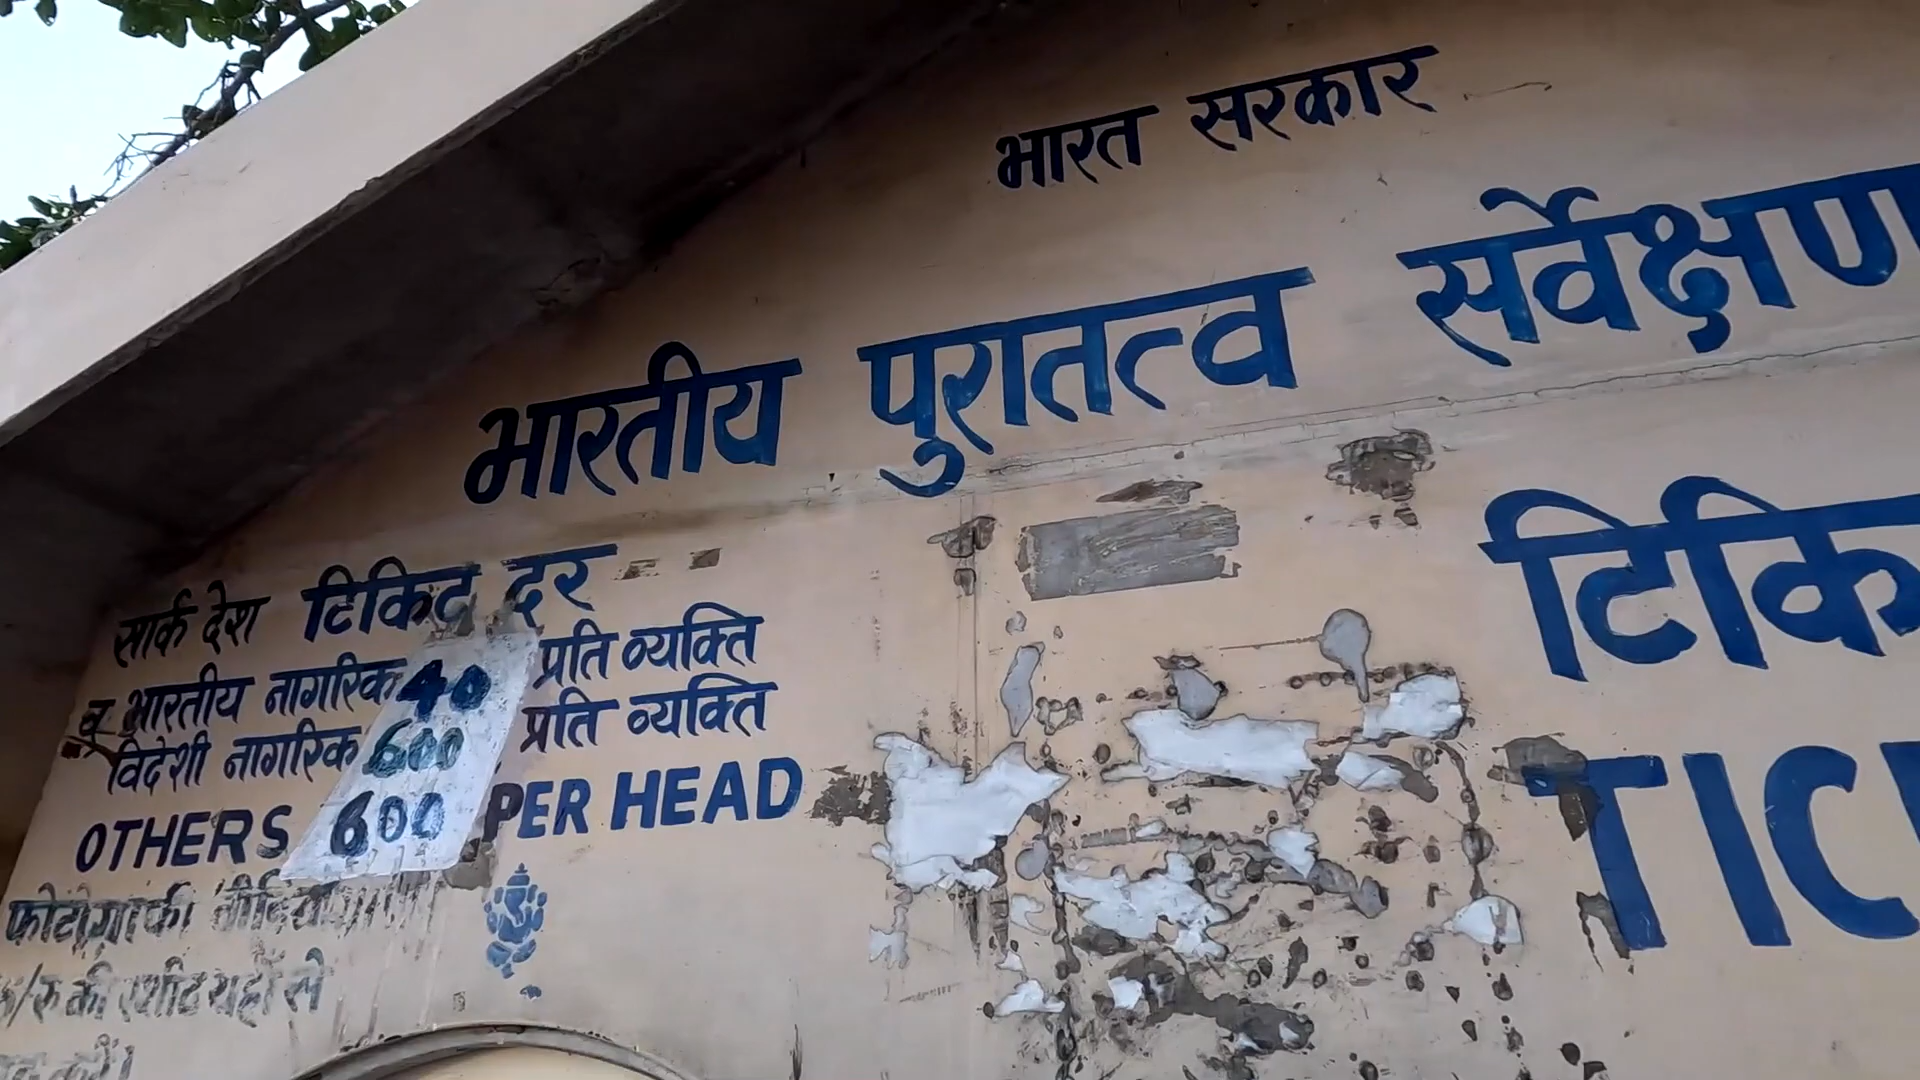 भारत सरकार
भारतीय पुरातत्व सर्वेक्षण
सार्क देश टिकिट दर
व भारतीय नागरिक 40 प्रति व्यक्ति
विदेशी नागरिक 600 प्रति व्यक्ति
OTHERS 600 PER HEAD
फोटोग्राफी
यहाँ से
टिकि
TIC